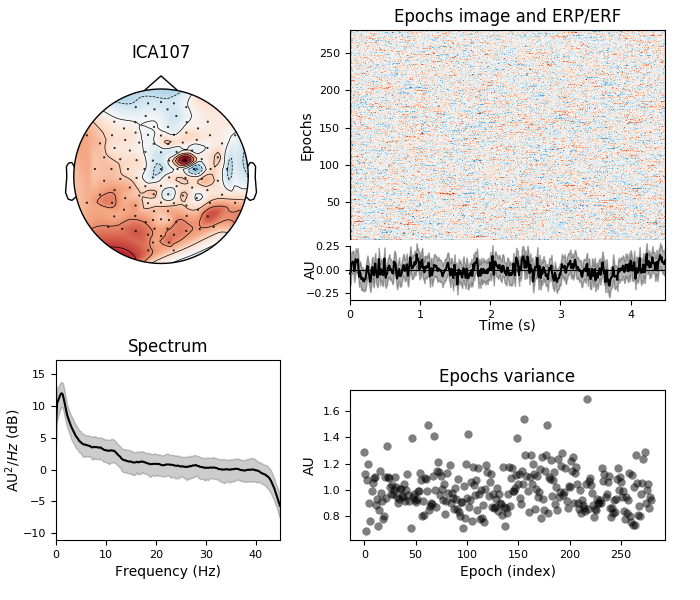 ICA107
Epochs image and ERP/ERF
Epochs
250
200
150
100
50
AU
0.25
0.00
−0.25
0 1 2 3 4
Time (s)
Spectrum
AU²/Hz (dB)
15
10
5
0
−5
−10
0 10 20 30 40
Frequency (Hz)
Epochs variance
AU
1.6
1.4
1.2
1.0
0.8
0 50 100 150 200 250
Epoch (index)